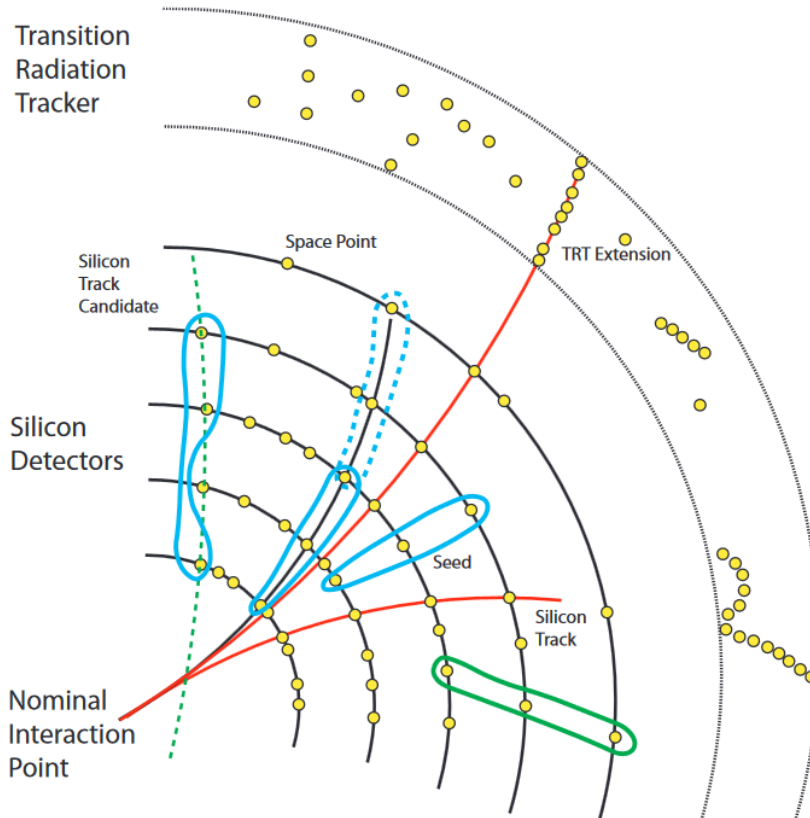 Transition
Radiation
Tracker
Space Point
Silicon
Track
Candidate
TRT Extension
Silicon
Detectors
Seed
Silicon
Track
Nominal
Interaction
Point